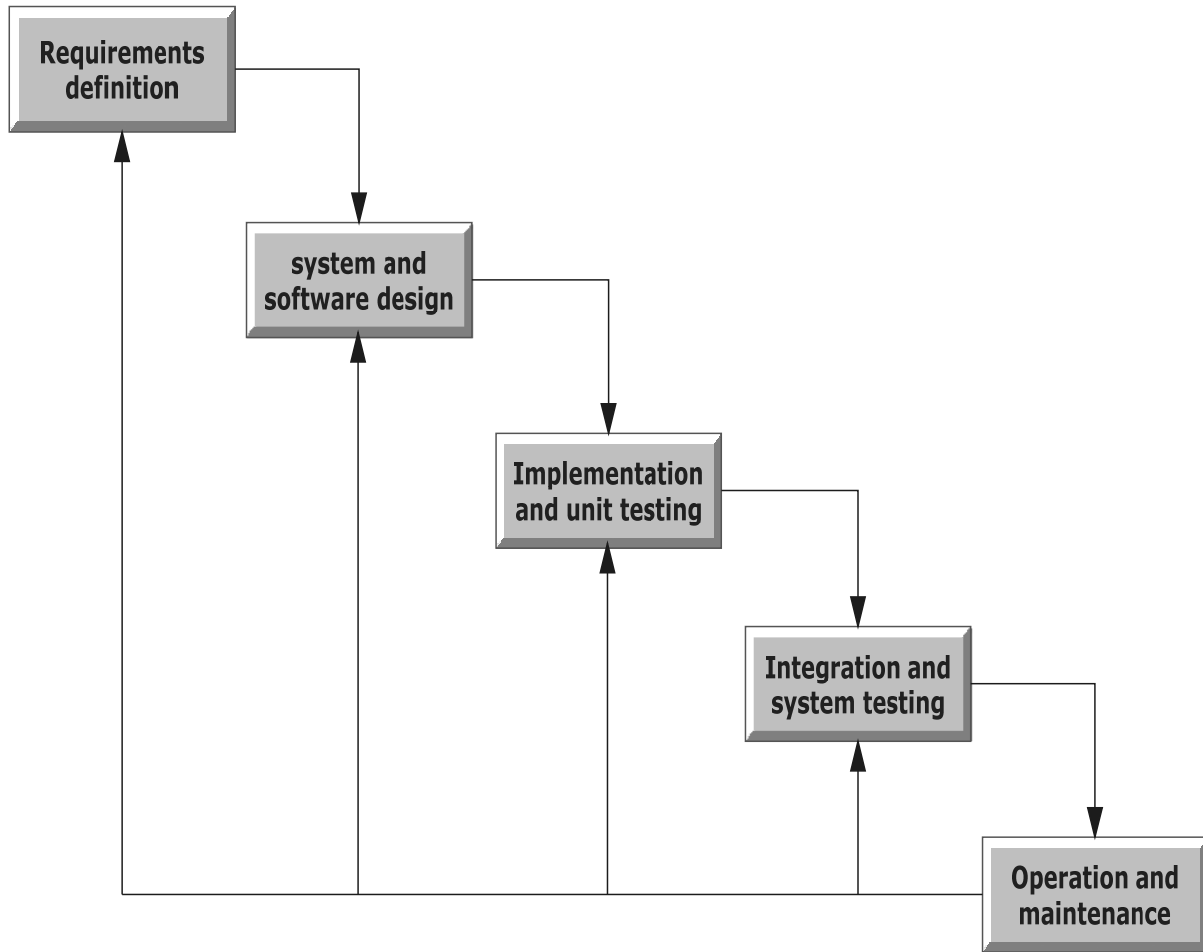 Requirements
definition
system and
software design
Implementation
and unit testing
Integration and
system testing
Operation and
maintenance